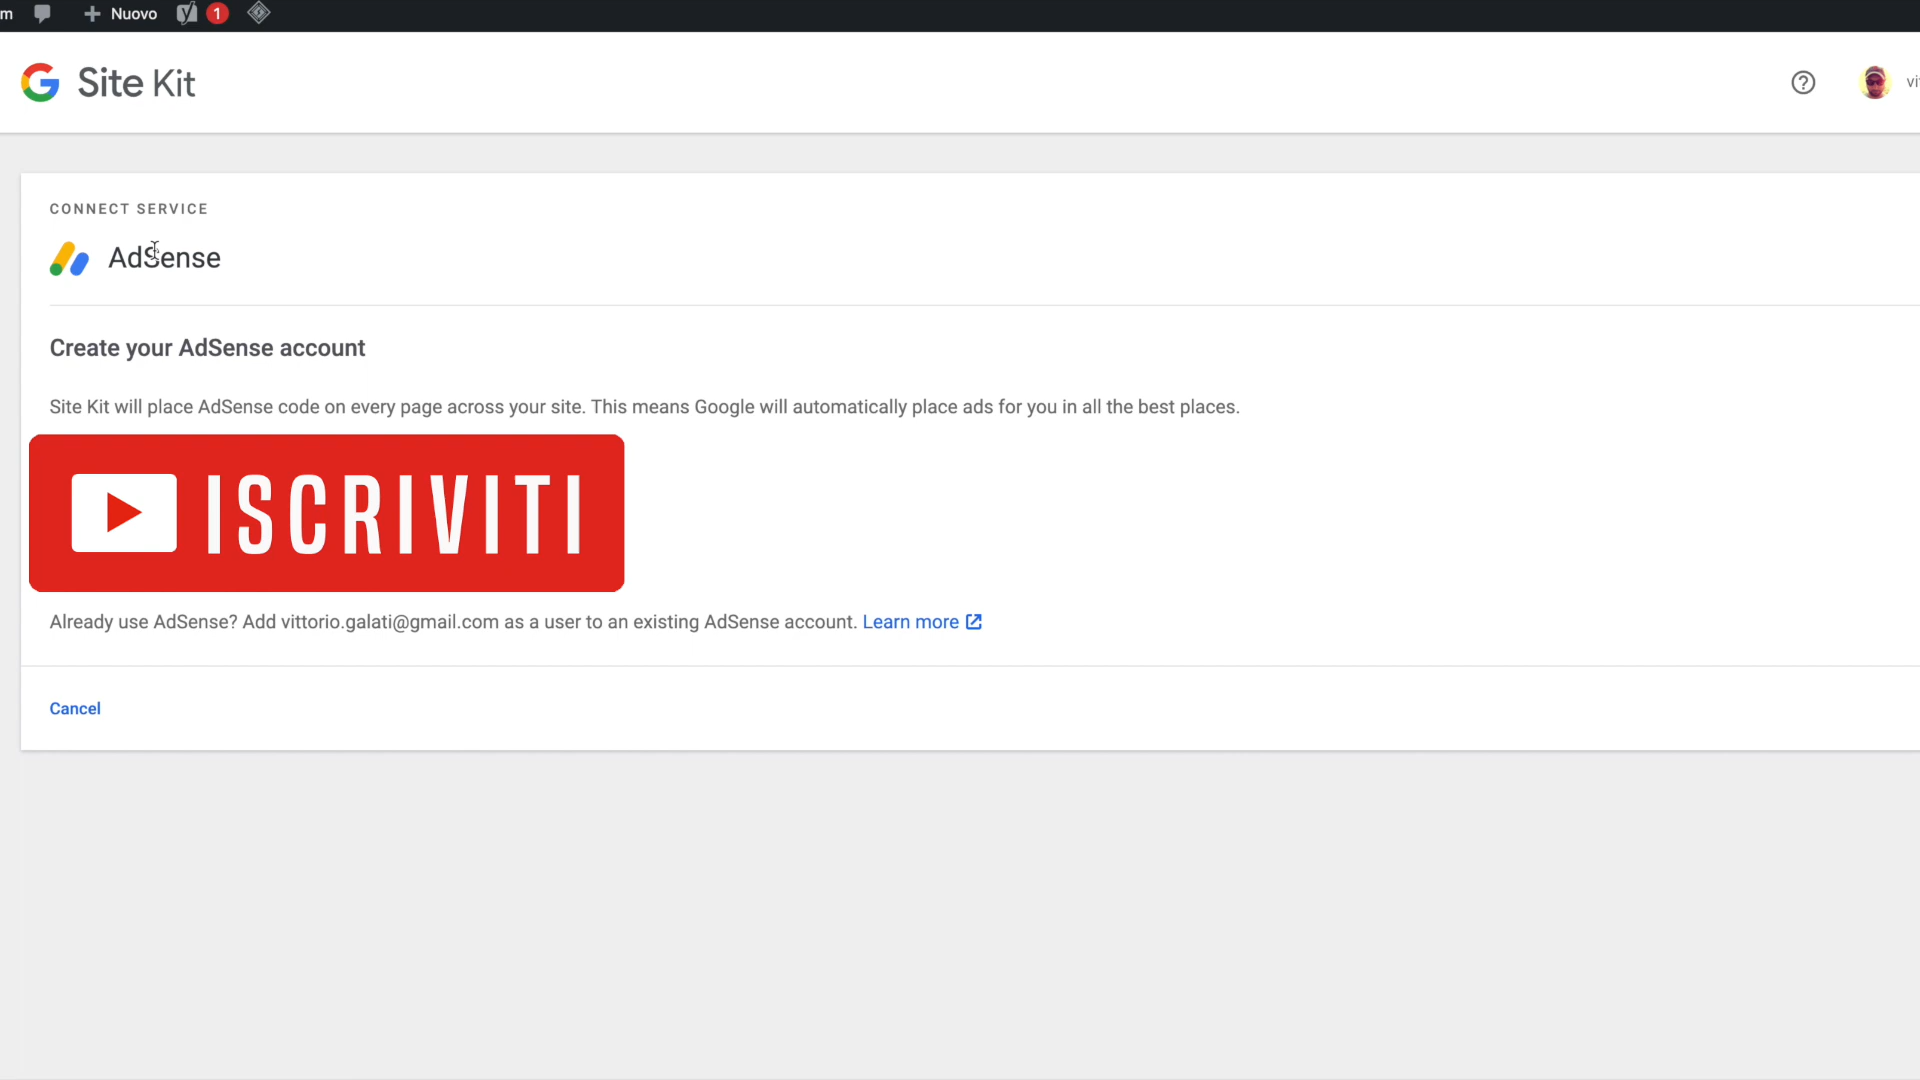 m
Nuovo
1
Site Kit
vi
CONNECT SERVICE
AdSense
Create your AdSense account
Site Kit will place AdSense code on every page across your site. This means Google will automatically place ads for you in all the best places.
ISCRIVITI
Already use AdSense? Add vittorio.galati@gmail.com as a user to an existing AdSense account. Learn more
Cancel